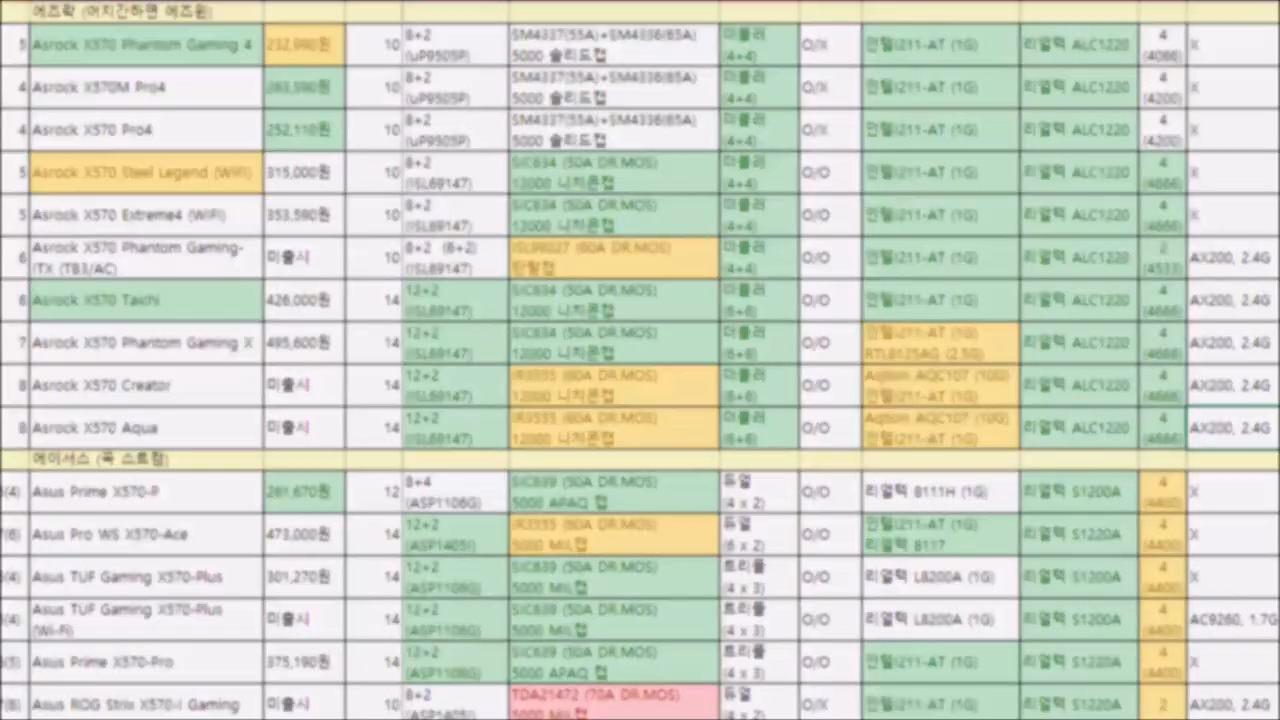 에즈락 (어지간하면 에즈윈)
5 Asrock X570 Phantom Gaming 4 232,990원 10 8+2 (uP9505P) SM4337(55A)+SM4336(65A) 5000 솔리드캡 더블러 (4+4) O/X 인텔i211-AT (1G) 리얼텍 ALC1220 4 (4066) X
4 Asrock X570M Pro4 10 8+2 (uP9505P) SM4337(55A)+SM4336(65A) 5000 솔리드캡 더블러 (4+4) O/X 인텔i211-AT (1G) 리얼텍 ALC1220 4 (4200) X
4 Asrock X570 Pro4 252,110원 10 8+2 (uP9505P) SM4337(55A)+SM4336(65A) 5000 솔리드캡 더블러 (4+4) O/X 인텔i211-AT (1G) 리얼텍 ALC1220 4 (4200) X
5 Asrock X570 Steel Legend (WiFi) 315,000원 10 8+2 (ISL69147) SIC634 (50A DR.MOS) 12000 니치콘캡 더블러 (4+4) O/O 인텔i211-AT (1G) 리얼텍 ALC1220 4 (4666) X
5 Asrock X570 Extreme4 (WiFi) 353,590원 10 8+2 (ISL69147) SIC634 (50A DR.MOS) 12000 니치콘캡 더블러 (4+4) O/O 인텔i211-AT (1G) 리얼텍 ALC1220 4 (4666) X
6 Asrock X570 Phantom Gaming-ITX (TB3/AC) 미출시 10 8+2 (6+2) (ISL69147) ISL99227 (60A DR.MOS) 탄탈캡 더블러 (4+4) O/O 인텔i211-AT (1G) 리얼텍 ALC1220 2 (4533) AX200, 2.4G
6 Asrock X570 Taichi 426,000원 14 12+2 (ISL69147) SIC634 (50A DR.MOS) 12000 니치콘캡 더블러 (6+6) O/O 인텔i211-AT (1G) 리얼텍 ALC1220 4 (4666) AX200, 2.4G
7 Asrock X570 Phantom Gaming X 495,600원 14 12+2 (ISL69147) SIC634 (50A DR.MOS) 12000 니치콘캡 더블러 (6+6) O/O 인텔i211-AT (1G) RTL8125AG (2.5G) 리얼텍 ALC1220 4 (4666) AX200, 2.4G
8 Asrock X570 Creator 미출시 14 12+2 (ISL69147) IR3555 (60A DR.MOS) 12000 니치콘캡 더블러 (6+6) O/O Aqtion AQC107 (10G) 인텔i211-AT (1G) 리얼텍 ALC1220 4 (4666) AX200, 2.4G
8 Asrock X570 Aqua 미출시 14 12+2 (ISL69147) IR3555 (60A DR.MOS) 12000 니치콘캡 더블러 (6+6) O/O Aqtion AQC107 (10G) 인텔i211-AT (1G) 리얼텍 ALC1220 4 (4666) AX200, 2.4G
에이서스 (꼭 스트랩)
(4) Asus Prime X570-P 281,670원 12 8+4 (ASP1106G) SIC639 (50A DR.MOS) 5000 APAQ 캡 듀얼 (4 x 2) O/O 리얼텍 8111H (1G) 리얼텍 S1200A 4 (4400) X
(6) Asus Pro WS X570-Ace 473,000원 14 12+2 (ASP1405I) IR3555 (60A DR.MOS) 5000 MIL캡 듀얼 (6 x 2) O/O 인텔i211-AT (1G) 리얼텍 8117 리얼텍 S1220A 4 (4400) X
(4) Asus TUF Gaming X570-Plus 301,270원 14 12+2 (ASP1106G) SIC639 (50A DR.MOS) 5000 MIL캡 트리플 (4 x 3) O/O 리얼텍 L8200A (1G) 리얼텍 S1200A 4 (4400) X
(4) Asus TUF Gaming X570-Plus (Wi-Fi) 미출시 14 12+2 (ASP1106G) SIC639 (50A DR.MOS) 5000 MIL캡 트리플 (4 x 3) O/O 리얼텍 L8200A (1G) 리얼텍 S1200A 4 (4400) AC9260, 1.7G
(5) Asus Prime X570-Pro 375,190원 14 12+2 (ASP1106G) SIC639 (50A DR.MOS) 5000 APAQ 캡 트리플 (4 x 3) O/O 인텔i211-AT (1G) 리얼텍 S1220A 4 (4400) X
(8) Asus ROG Strix X570-I Gaming 미출시 10 8+2 (ASP1405I) TDA21472 (70A DR.MOS) 5000 MIL캡 듀얼 (4 x 2) O/X 인텔i211-AT (1G) 리얼텍 S1220A 2 AX200, 2.4G